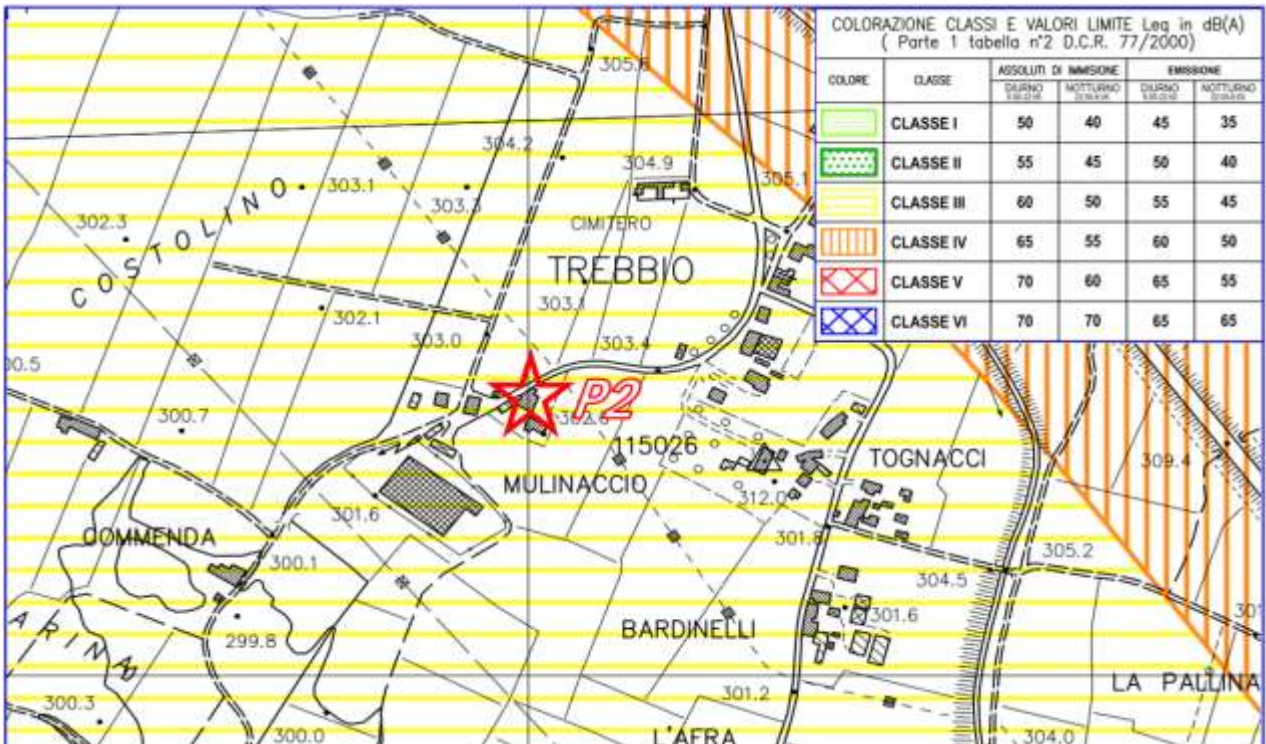 COLORAZIONE CLASSI E VALORI LIMITE Leq in dB(A)
( Parte 1 tabella n°2 D.C.R. 77/2000)
COLORE CLASSE ASSOLUTI DI IMMISIONE EMISSIONE
DIURNO NOTTURNO DIURNO NOTTURNO
CLASSE I 50 40 45 35
CLASSE II 55 45 50 40
CLASSE III 60 50 55 45
CLASSE IV 65 55 60 50
CLASSE V 70 60 65 55
CLASSE VI 70 70 65 65
304.2
304.9
305.1
303.1
303.3
302.3
COSTOLINO
CIMITERO
TREBBIO
303.1
302.1
303.0
303.4
00.5
P2
300.7
115026
TOGNACCI
309.4
MULINACCIO
312.0
301.6
COMMENDA
300.1
301.8
305.2
304.5
301.6
299.8
BARDINELLI
ARINA
LA PALLINA
300.3
301.2
300.0
L'AFRA
304.0